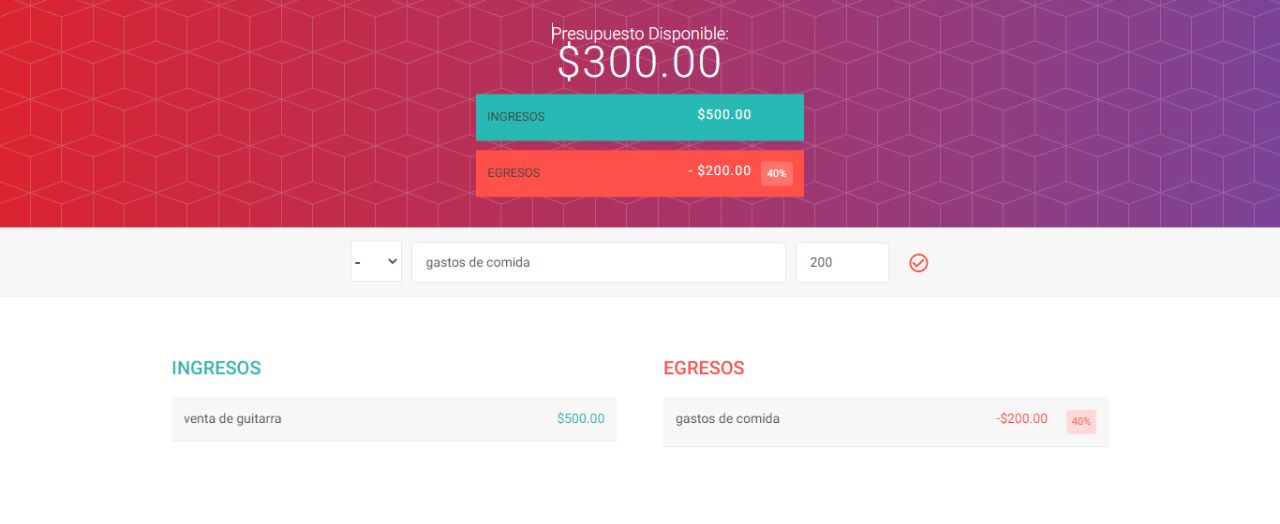 Presupuesto Disponible:
$300.00
INGRESOS $500.00
EGRESOS - $200.00 40%
- gastos de comida 200
INGRESOS EGRESOS
venta de guitarra $500.00 gastos de comida -$200.00 40%